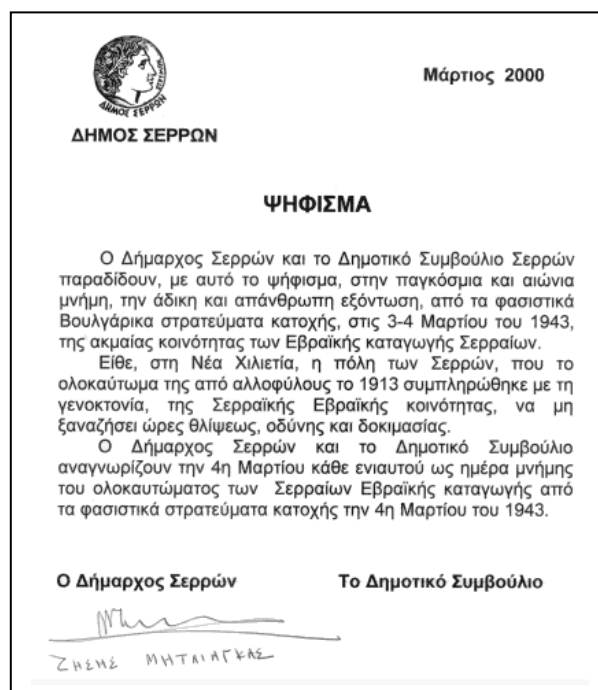 Μάρτιος 2000
ΔΗΜΟΣ ΣΕΡΡΩΝ
ΔΗΜΟΣ ΣΕΡΡΩΝ
ΨΗΦΙΣΜΑ
Ο Δήμαρχος Σερρών και το Δημοτικό Συμβούλιο Σερρών
παραδίδουν, με αυτό το ψήφισμα, στην παγκόσμια και αιώνια
μνήμη, την άδικη και απάνθρωπη εξόντωση, από τα φασιστικά
Βουλγάρικα στρατεύματα κατοχής, στις 3-4 Μαρτίου του 1943,
της ακμαίας κοινότητας των Εβραϊκής καταγωγής Σερραίων.
Είθε, στη Νέα Χιλιετία, η πόλη των Σερρών, που το
ολοκαύτωμα της από αλλοφύλους το 1913 συμπληρώθηκε με τη
γενοκτονία, της Σερραϊκής Εβραϊκής κοινότητας, να μη
ξαναζήσει ώρες θλίψεως, οδύνης και δοκιμασίας.
Ο Δήμαρχος Σερρών και το Δημοτικό Συμβούλιο
αναγνωρίζουν την 4η Μαρτίου κάθε ενιαυτού ως ημέρα μνήμης
του ολοκαυτώματος των Σερραίων Εβραϊκής καταγωγής από
τα φασιστικά στρατεύματα κατοχής την 4η Μαρτίου του 1943.
Ο Δήμαρχος Σερρών Το Δημοτικό Συμβούλιο
ΖΗΣΗΣ ΜΗΤΛΙΑΓΚΑΣ